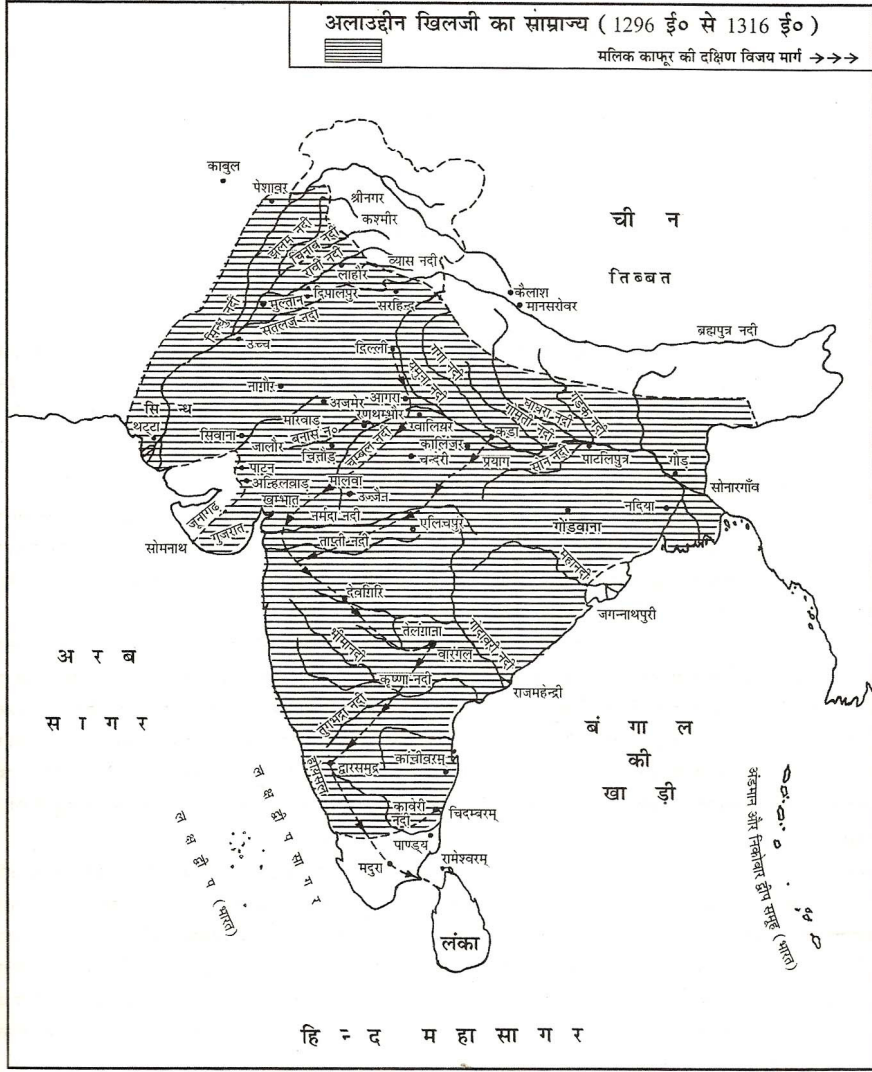 अलाउद्दीन खिलजी का साम्राज्य ( 1296 ई० से 1316 ई० )
मलिक काफूर की दक्षिण विजय मार्ग →→→
काबुल
पेशावर
श्रीनगर
कश्मीर
ची न
तिब्बत
झेलम नदी
चिनाब नदी
रावी नदी
लाहौर
व्यास नदी
कैलाश
मानसरोवर
सिन्धु नदी
मुल्तान
दिपालपुर
सरहिन्द
सतलज नदी
उच्च
ब्रह्मपुत्र नदी
दिल्ली
यमुना नदी
गंगा नदी
नागौर
अजमेर
आगरा
गोमती नदी
घाघरा नदी
गंडक नदी
सिन्ध
थट्टा
मारवाड़
रणथम्भौर
ग्वालियर
सिवाना
जालौर
बनास न०
चित्तौड़
चम्बल नदी
कालिंजर
कड़ा
चन्देरी
प्रयाग
सोन नदी
पाटलिपुत्र
गौड़
सोनारगाँव
पाटन
अन्हिलवाड़
मालवा
उज्जैन
खम्भात
नदिया
जूनागढ़
गुजरात
सोमनाथ
नर्मदा नदी
एलिचपुर
गोंडवाना
ताप्ती नदी
महानदी
जगन्नाथपुरी
देवगिरि
तेलंगाना
वारंगल
गोदावरी नदी
भीमा नदी
कृष्णा नदी
राजमहेन्द्री
तुंगभद्रा नदी
अ र ब
सा ग र
बं गा ल
की
खा ड़ी
होयसल
द्वारसमुद्र
कांचीवरम्
कावेरी
नदी
चिदम्बरम्
पाण्ड्य
मदुरा
रामेश्वरम्
लंका
ल क्ष द्वी प सा ग र
ल क्ष द्वी प (भारत)
अंडमान और निकोबार द्वीप समूह (भारत)
हि न्द म हा सा ग र